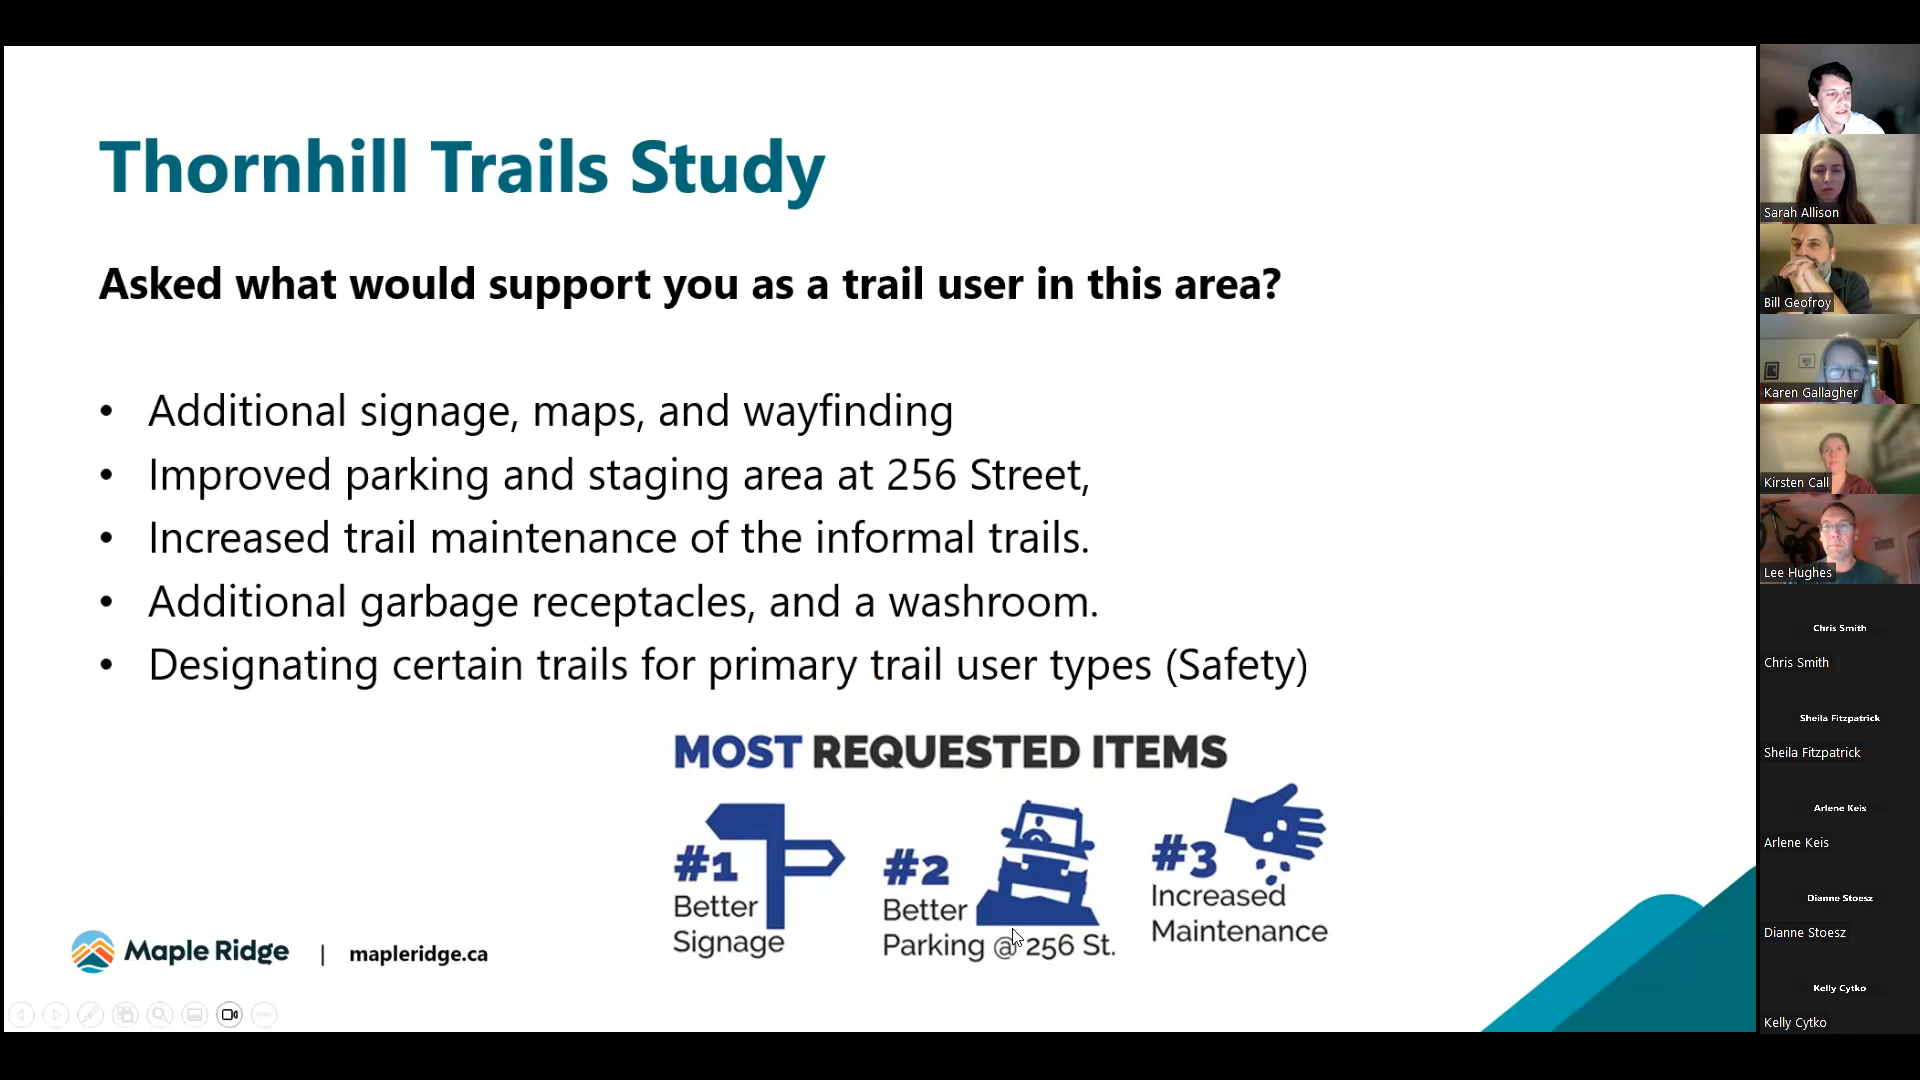 Thornhill Trails Study
Asked what would support you as a trail user in this area?
• Additional signage, maps, and wayfinding
• Improved parking and staging area at 256 Street,
• Increased trail maintenance of the informal trails.
• Additional garbage receptacles, and a washroom.
• Designating certain trails for primary trail user types (Safety)
MOST REQUESTED ITEMS
#1
Better
Signage
#2
Better
Parking @ 256 St.
#3
Increased
Maintenance
Maple Ridge | mapleridge.ca
Sarah Allison
Bill Geofroy
Karen Gallagher
Kirsten Call
Lee Hughes
Chris Smith
Chris Smith
Sheila Fitzpatrick
Sheila Fitzpatrick
Arlene Keis
Arlene Keis
Dianne Stoesz
Dianne Stoesz
Kelly Cytko
Kelly Cytko